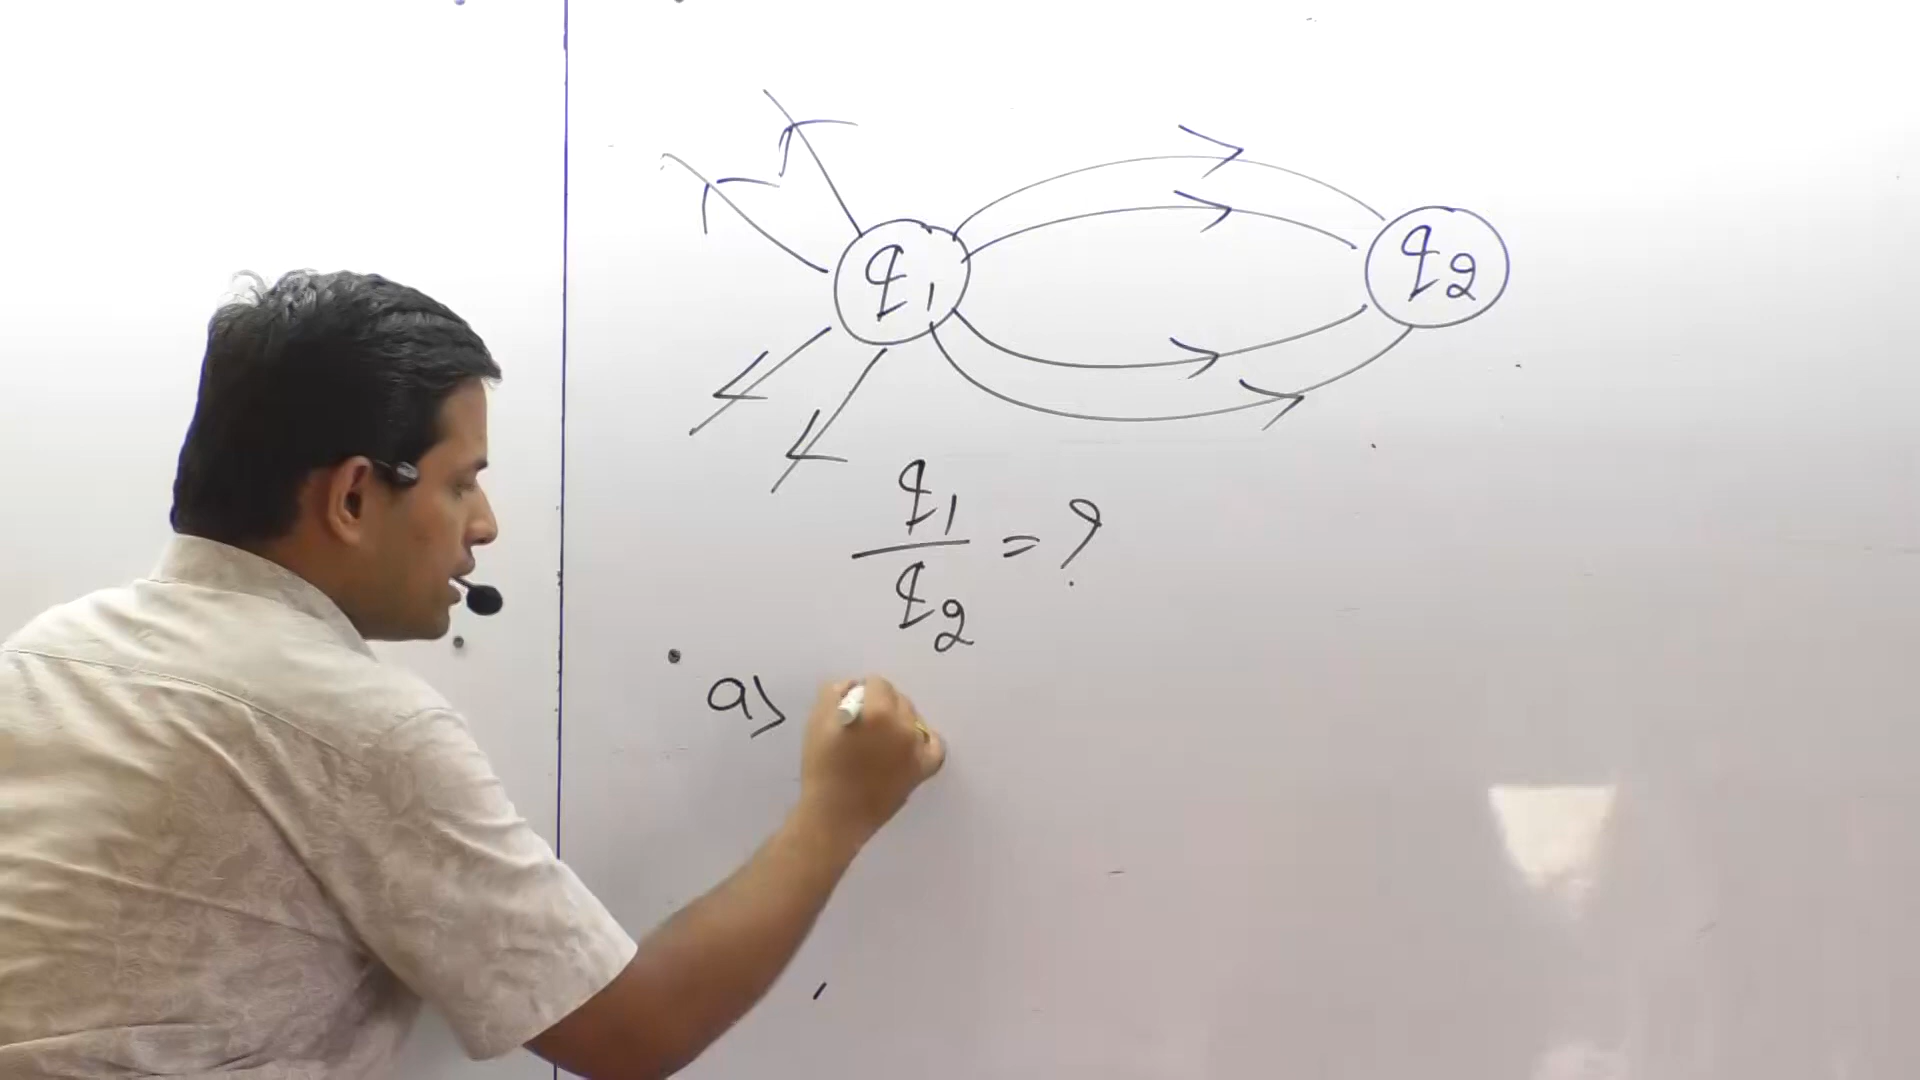 q1 q2
q1
— = ?
q2
a)